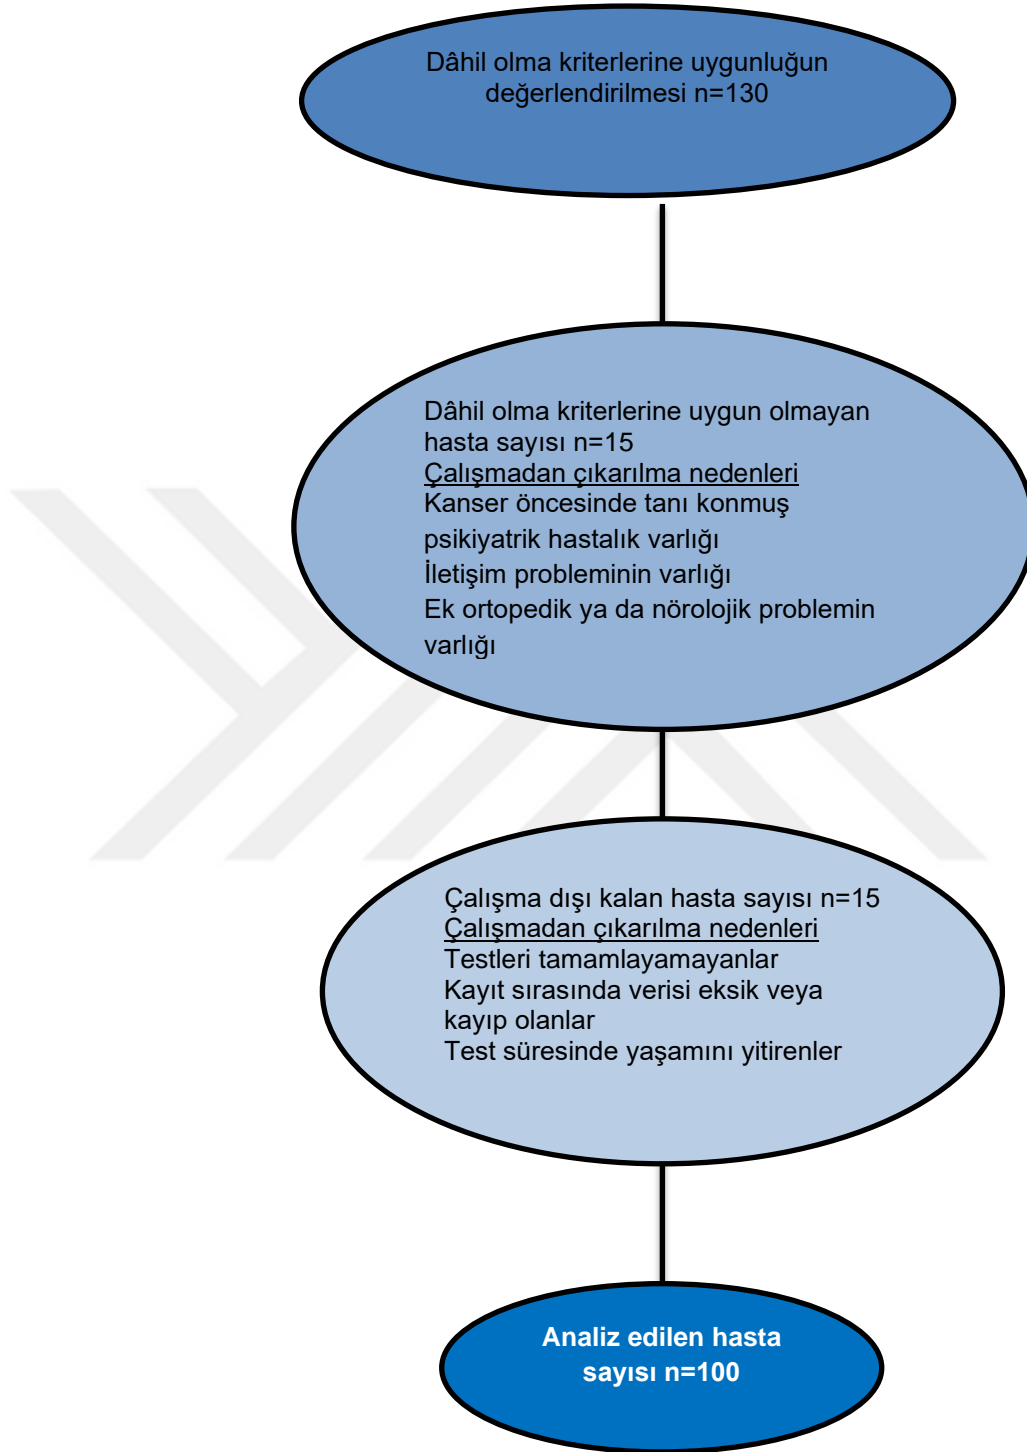 Dâhil olma kriterlerine uygunluğun
değerlendirilmesi n=130
Dâhil olma kriterlerine uygun olmayan
hasta sayısı n=15
Çalışmadan çıkarılma nedenleri
Kanser öncesinde tanı konmuş
psikiyatrik hastalık varlığı
İletişim probleminin varlığı
Ek ortopedik ya da nörolojik problemin
varlığı
Çalışma dışı kalan hasta sayısı n=15
Çalışmadan çıkarılma nedenleri
Testleri tamamlayamayanlar
Kayıt sırasında verisi eksik veya
kayıp olanlar
Test süresinde yaşamını yitirenler
Analiz edilen hasta
sayısı n=100